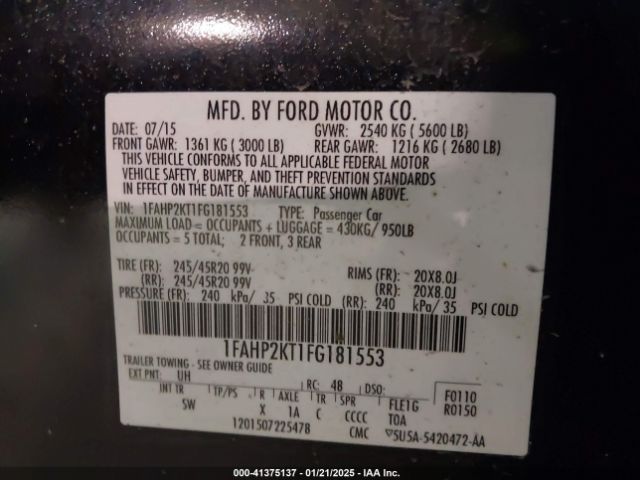 MFD. BY FORD MOTOR CO.
DATE: 07/15 GVWR: 2540 KG ( 5600 LB)
FRONT GAWR: 1361 KG ( 3000 LB) REAR GAWR: 1216 KG ( 2680 LB)
THIS VEHICLE CONFORMS TO ALL APPLICABLE FEDERAL MOTOR
VEHICLE SAFETY, BUMPER, AND THEFT PREVENTION STANDARDS
IN EFFECT ON THE DATE OF MANUFACTURE SHOWN ABOVE.
VIN: 1FAHP2KT1FG181553 TYPE: Passenger Car
MAXIMUM LOAD = OCCUPANTS + LUGGAGE = 430KG/ 950LB
OCCUPANTS = 5 TOTAL; 2 FRONT, 3 REAR
TIRE (FR): 245/45R20 99V RIMS (FR): 20X8.0J
(RR): 245/45R20 99V (RR): 20X8.0J
PRESSURE (FR): 240 kPa/ 35 PSI COLD (RR): 240 kPa/ 35 PSI COLD
1FAHP2KT1FG181553
TRAILER TOWING - SEE OWNER GUIDE
EXT PNT: UH RC: 48 DSO: F0110
R0150
INT TR TP/PS R AXLE TR SPR FLE1G
SW X 1A C CCCC TOA
1201507225478 CMC 5U5A-5420472-AA
000-41375137 - 01/21/2025 - IAA Inc.